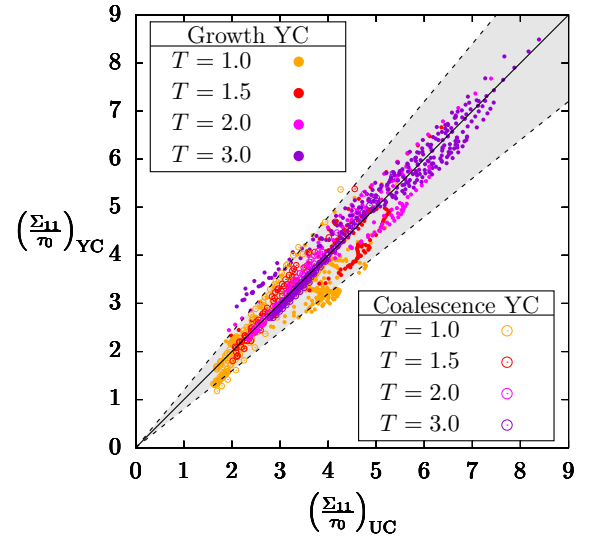 9
8
7
6
5
4
3
2
1
0
0 1 2 3 4 5 6 7 8 9
Growth YC
T = 1.0
T = 1.5
T = 2.0
T = 3.0
(Σ₁₁/τ₀)YC
Coalescence YC
T = 1.0
T = 1.5
T = 2.0
T = 3.0
(Σ₁₁/τ₀)UC